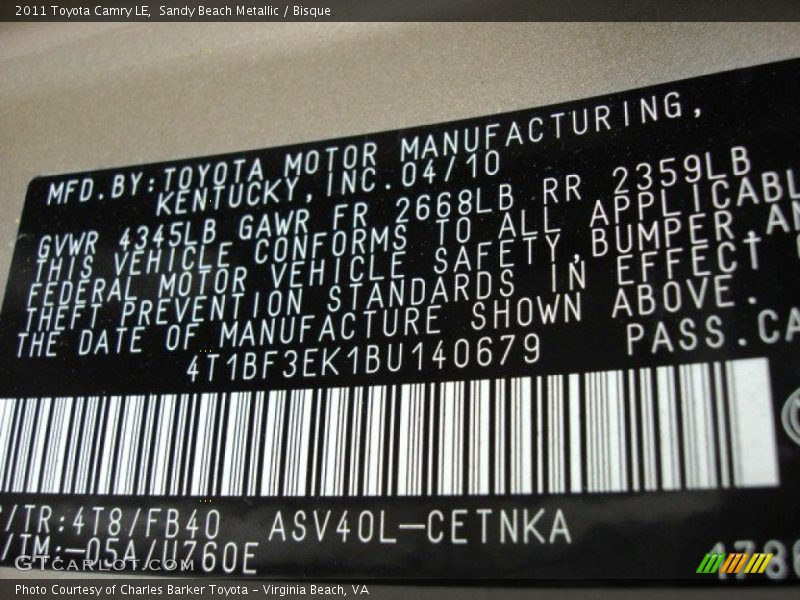 2011 Toyota Camry LE,  Sandy Beach Metallic / Bisque
MFD.BY:TOYOTA MOTOR MANUFACTURING,
KENTUCKY,INC.04/10
GVWR 4345LB GAWR FR 2668LB RR 2359LB
THIS VEHICLE CONFORMS TO ALL APPLICABL
FEDERAL MOTOR VEHICLE SAFETY,BUMPER,AN
THEFT PREVENTION STANDARDS IN EFFECT
THE DATE OF MANUFACTURE SHOWN ABOVE.
4T1BF3EK1BU140679 PASS.CA
/TR:4T8/FB40 ASV40L-CETNKA
/TM:-05A/U760E
GTCARLOT.COM
Photo Courtesy of Charles Barker Toyota - Virginia Beach, VA